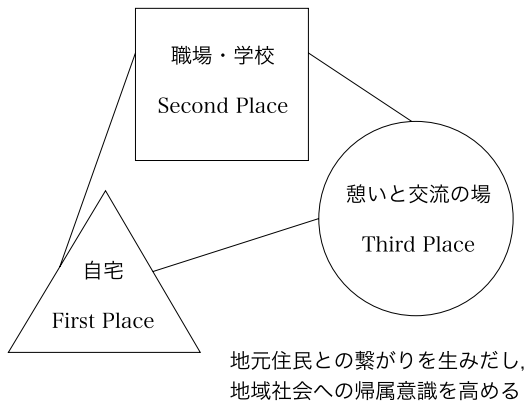 職場・学校
Second Place
憩いと交流の場
Third Place
自宅
First Place
地元住民との繋がりを生みだし,
地域社会への帰属意識を高める